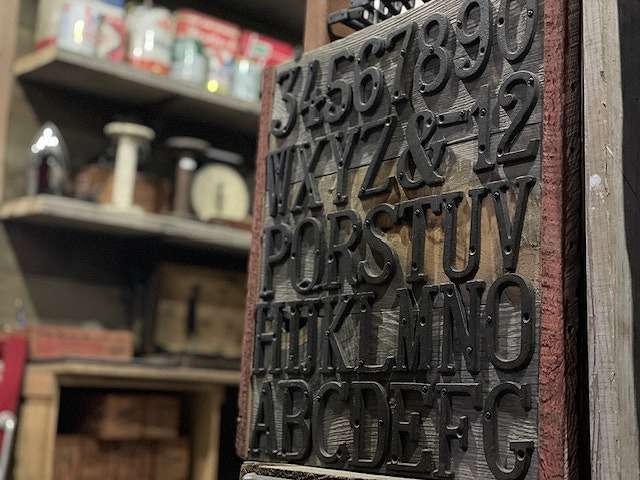 34567890
WXYZ&-12
PQRSTUV
HIJKLMNO
ABCDEFG